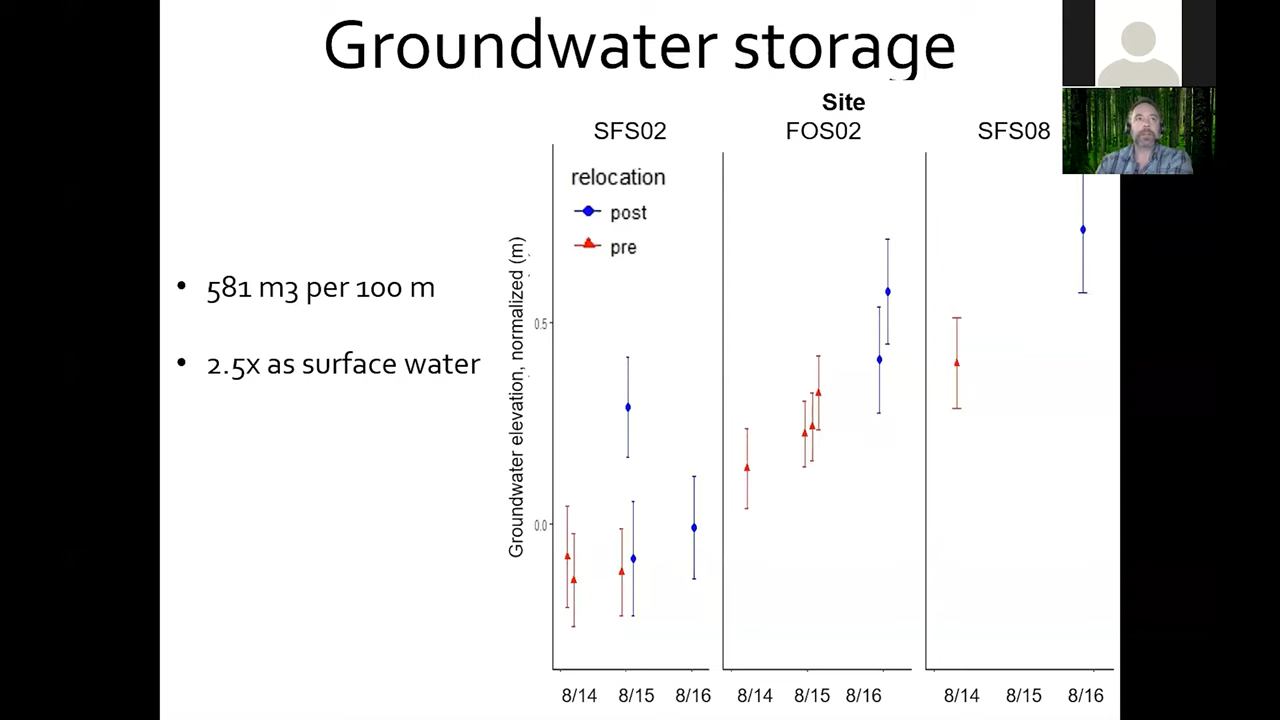 Groundwater storage
Site
SFS02 FOS02 SFS08
relocation
post
pre
Groundwater elevation, normalized (m)
0.5
0.0
• 581 m3 per 100 m
• 2.5x as surface water
8/14 8/15 8/16 8/14 8/15 8/16 8/14 8/15 8/16